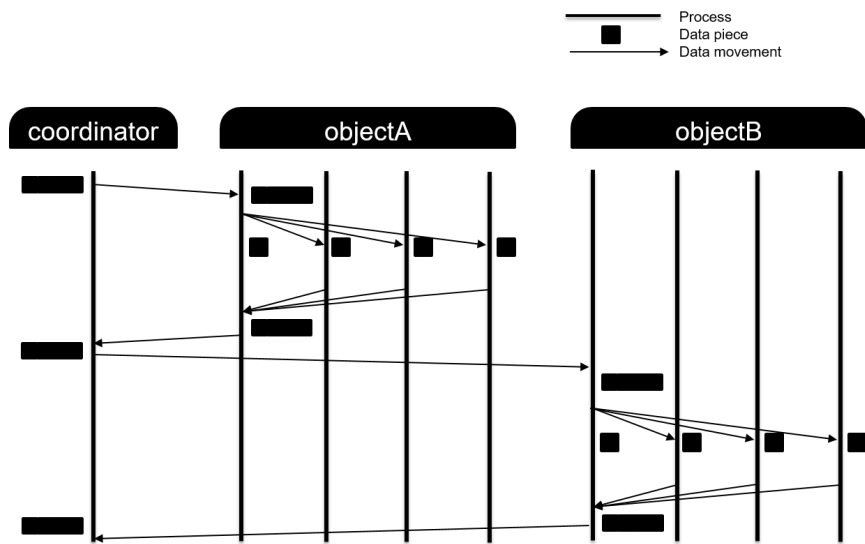 Process
Data piece
Data movement
coordinator
objectA
objectB